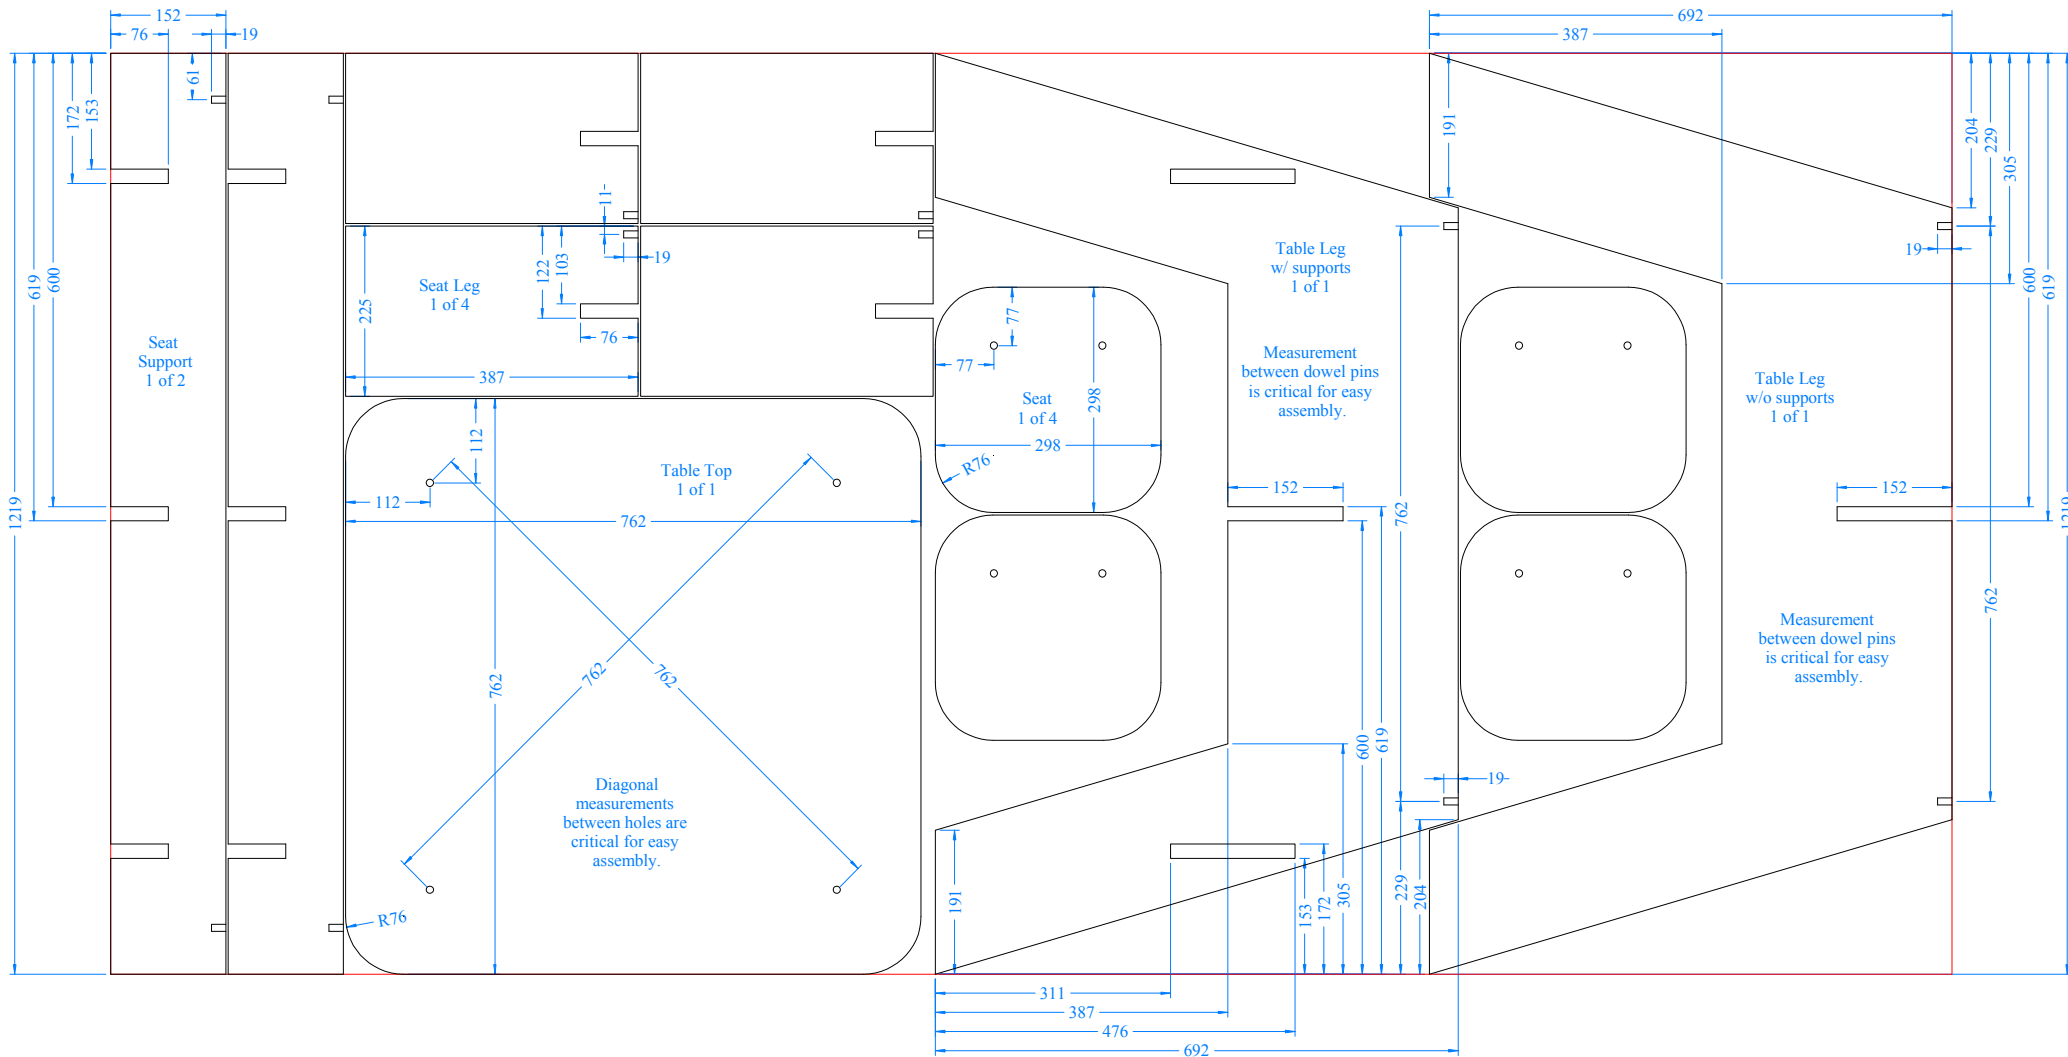 152
692
76
19
387
61
172
153
191
204
229
305
11
619
600
122
103
19
Table Leg
w/ supports
1 of 1
19
600
619
Seat Leg
1 of 4
225
77
76
Seat
Support
1 of 2
387
77
Measurement
between dowel pins
is critical for easy
assembly.
Table Leg
w/o supports
1 of 1
Seat
1 of 4
298
298
112
R76
Table Top
1 of 1
112
152
152
762
1219
762
762
1219
762
762
762
Measurement
between dowel pins
is critical for easy
assembly.
600
619
19
Diagonal
measurements
between holes are
critical for easy
assembly.
R76
191
153
172
305
229
204
311
387
476
692